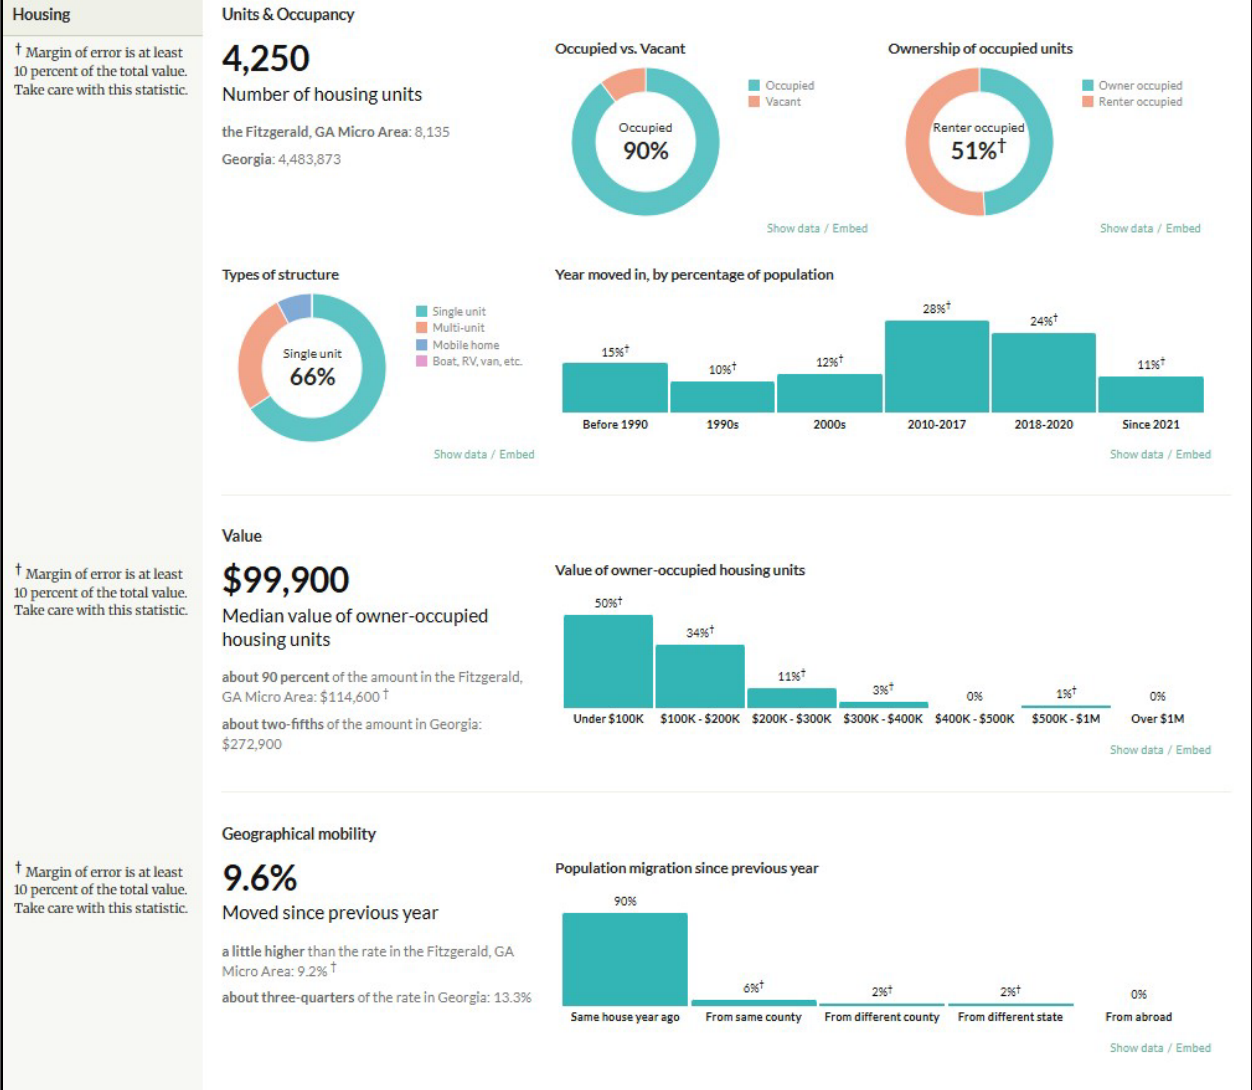 Housing
† Margin of error is at least
10 percent of the total value.
Take care with this statistic.
Units & Occupancy
4,250
Number of housing units
the Fitzgerald, GA Micro Area: 8,135
Georgia: 4,483,873
Occupied vs. Vacant
Occupied
90%
Occupied
Vacant
Show data / Embed
Ownership of occupied units
Renter occupied
51%†
Owner occupied
Renter occupied
Show data / Embed
Types of structure
Single unit
66%
Single unit
Multi-unit
Mobile home
Boat, RV, van, etc.
Show data / Embed
Year moved in, by percentage of population
15%† 10%† 12%† 28%† 24%† 11%†
Before 1990 1990s 2000s 2010-2017 2018-2020 Since 2021
Show data / Embed
† Margin of error is at least
10 percent of the total value.
Take care with this statistic.
Value
$99,900
Median value of owner-occupied
housing units
about 90 percent of the amount in the Fitzgerald,
GA Micro Area: $114,600 †
about two-fifths of the amount in Georgia:
$272,900
Value of owner-occupied housing units
50%† 34%† 11%† 3%† 0% 1%† 0%
Under $100K $100K - $200K $200K - $300K $300K - $400K $400K - $500K $500K - $1M Over $1M
Show data / Embed
† Margin of error is at least
10 percent of the total value.
Take care with this statistic.
Geographical mobility
9.6%
Moved since previous year
a little higher than the rate in the Fitzgerald, GA
Micro Area: 9.2% †
about three-quarters of the rate in Georgia: 13.3%
Population migration since previous year
90% 6%† 2%† 2%† 0%
Same house year ago From same county From different county From different state From abroad
Show data / Embed